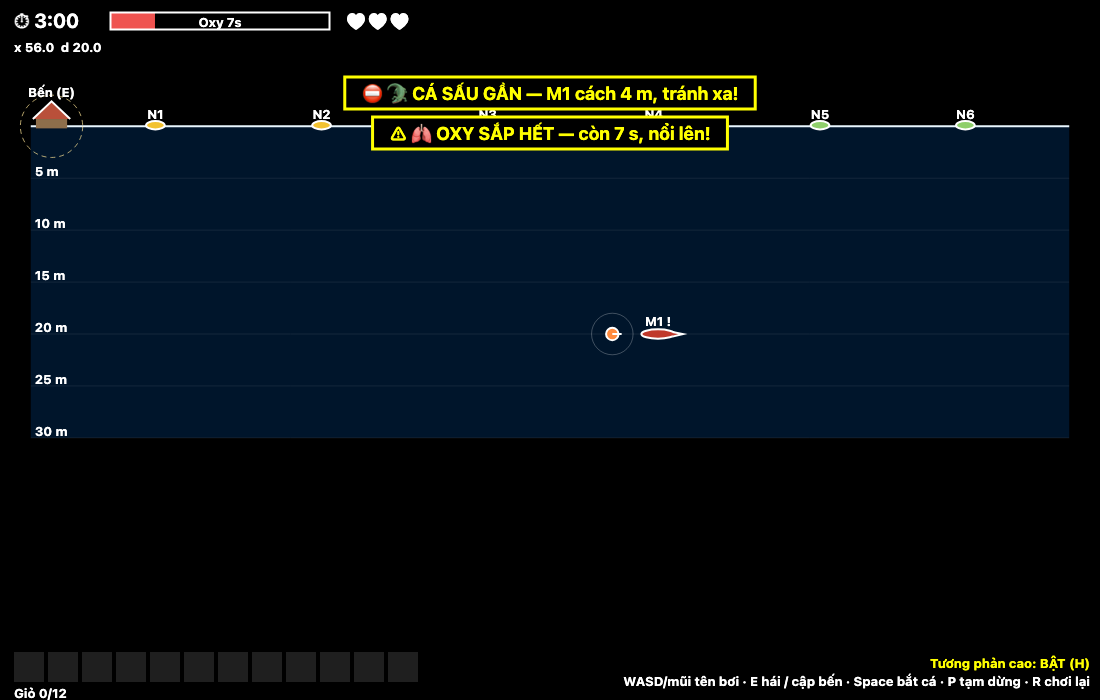 3:00 Oxy 7s
x 56.0 d 20.0
Bến (E)
CÁ SẤU GẦN — M1 cách 4 m, tránh xa!
N1 N2 N3 N4 N5 N6
OXY SẮP HẾT — còn 7 s, nổi lên!
5 m
10 m
15 m
M1 !
20 m
25 m
30 m
Tương phản cao: BẬT (H)
WASD/mũi tên bơi · E hái / cập bến · Space bắt cá · P tạm dừng · R chơi lại
Giỏ 0/12